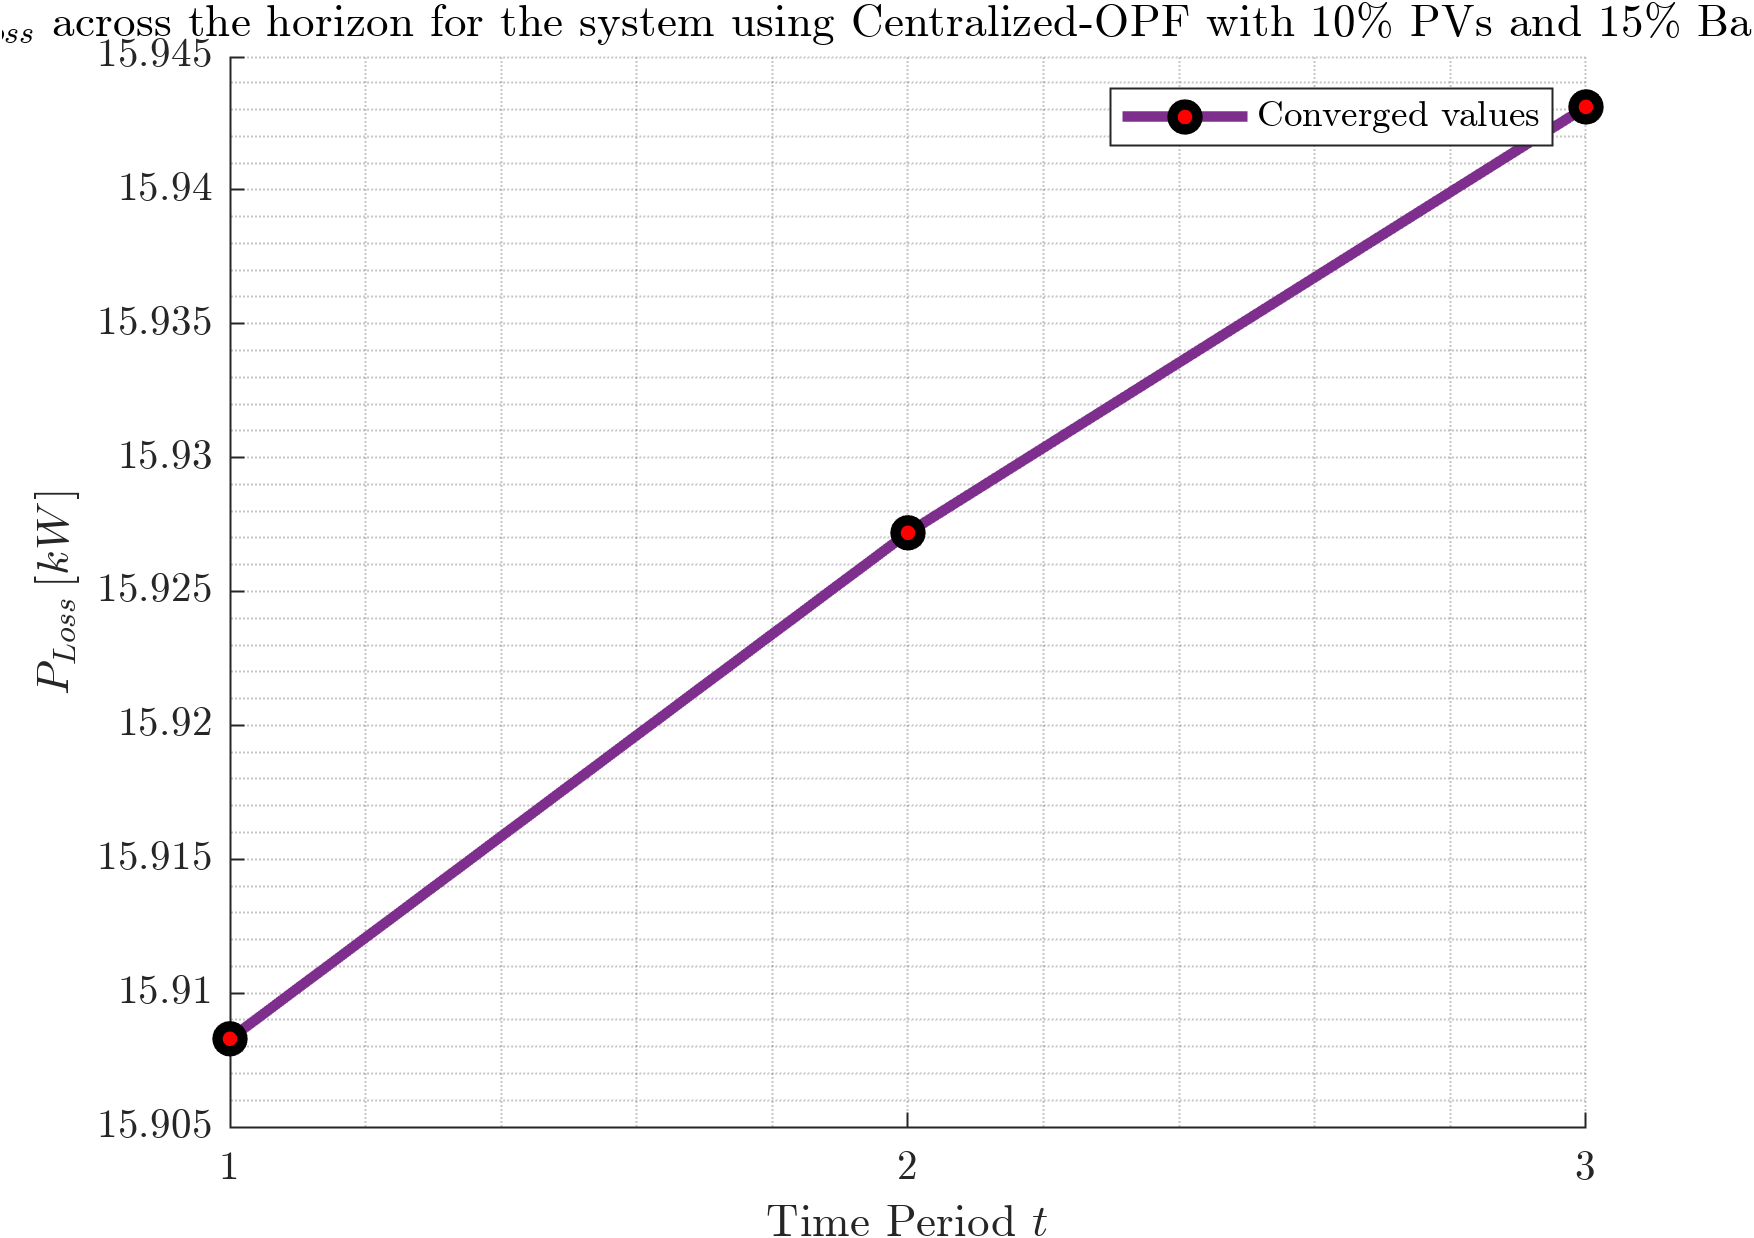 oss across the horizon for the system using Centralized-OPF with 10% PVs and 15% Ba
15.945
Converged values
15.94
15.935
15.93
15.925
15.92
15.915
15.91
15.905
P_Loss [kW]
1 2 3
Time Period t